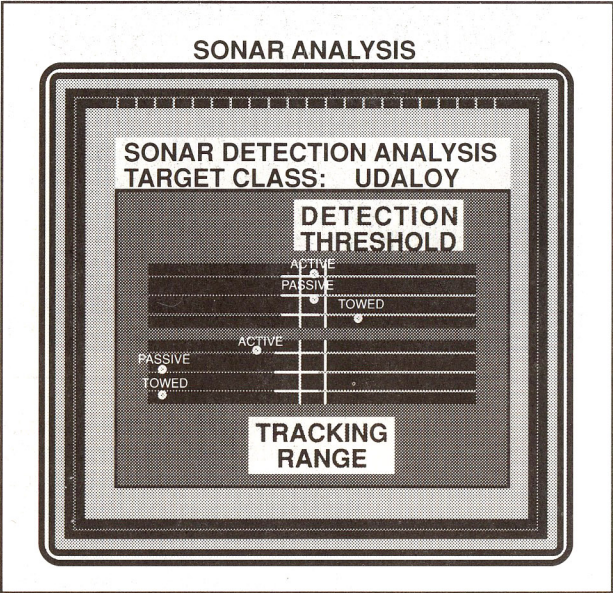 SONAR ANALYSIS
SONAR DETECTION ANALYSIS
TARGET CLASS: UDALOY
DETECTION
THRESHOLD
ACTIVE
PASSIVE
TOWED
ACTIVE
PASSIVE
TOWED
TRACKING
RANGE